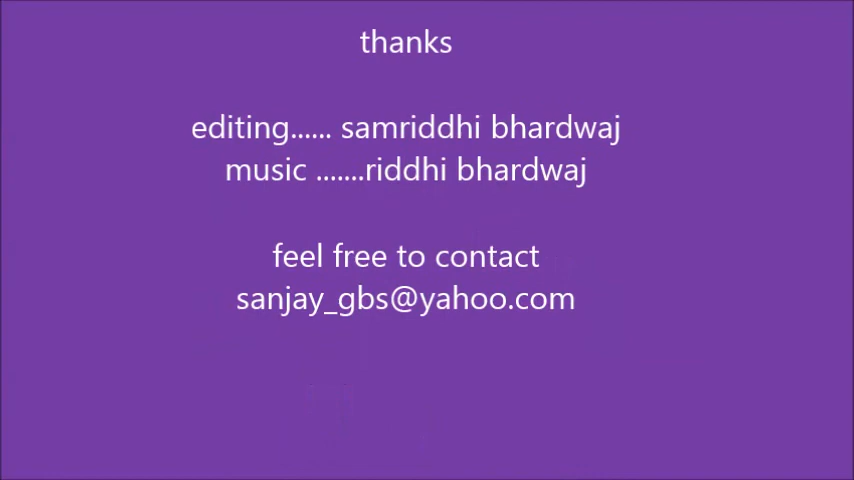 thanks
editing...... samriddhi bhardwaj
music .......riddhi bhardwaj
feel free to contact
sanjay_gbs@yahoo.com